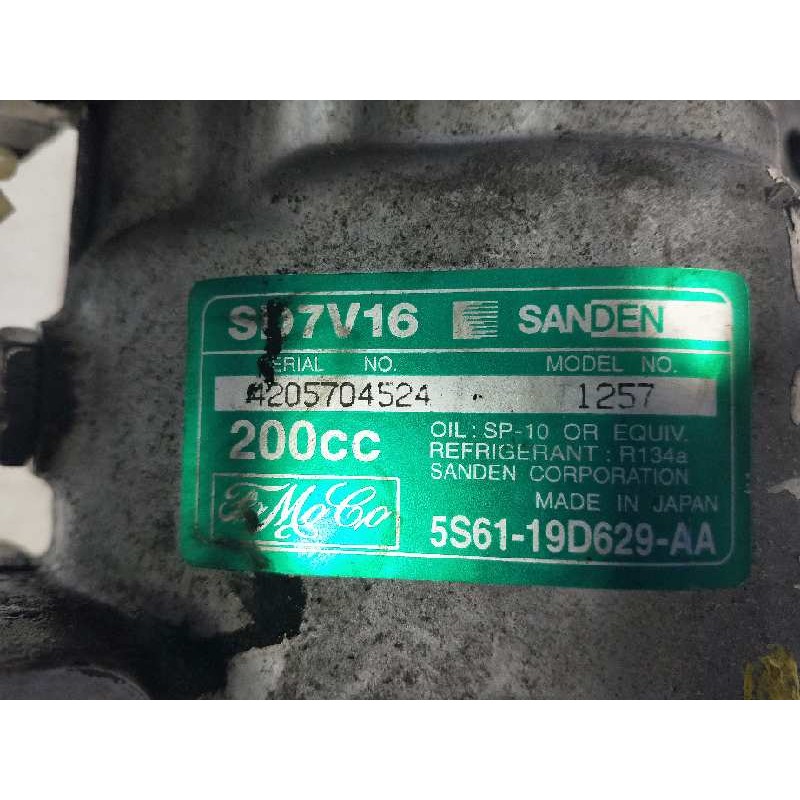 SD7V16 SANDEN
SERIAL NO. MODEL NO.
4205704524 1257
200cc OIL: SP-10 OR EQUIV.
REFRIGERANT: R134a
SANDEN CORPORATION
MADE IN JAPAN
FoMoCo 5S61-19D629-AA